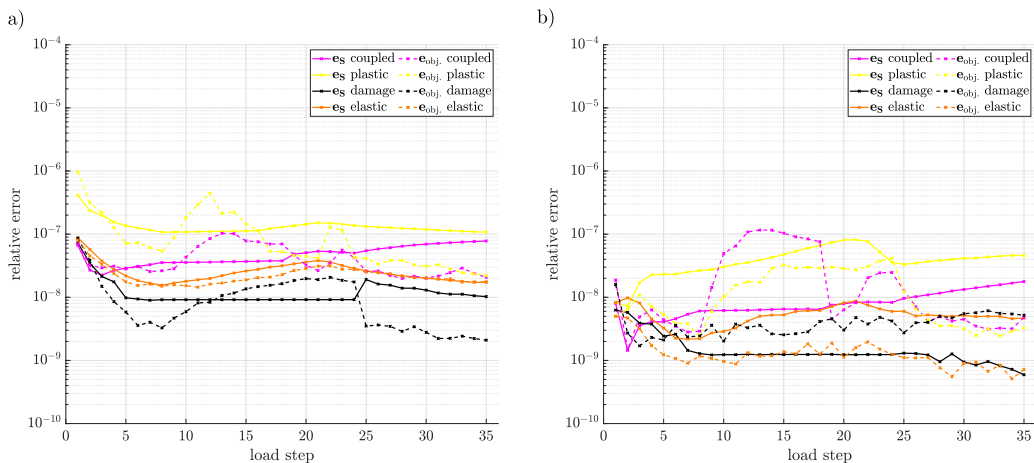 a)
10⁻⁴
10⁻⁵
10⁻⁶
10⁻⁷
10⁻⁸
10⁻⁹
10⁻¹⁰
relative error
0 5 10 15 20 25 30 35
load step
e_S coupled e_obj. coupled
e_S plastic e_obj. plastic
e_S damage e_obj. damage
e_S elastic e_obj. elastic
b)
10⁻⁴
10⁻⁵
10⁻⁶
10⁻⁷
10⁻⁸
10⁻⁹
10⁻¹⁰
relative error
0 5 10 15 20 25 30 35
load step
e_S coupled e_obj. coupled
e_S plastic e_obj. plastic
e_S damage e_obj. damage
e_S elastic e_obj. elastic